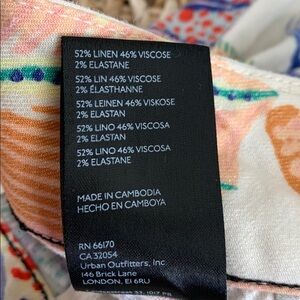 52% LINEN 46% VISCOSE
2% ELASTANE
52% LIN 46% VISCOSE
2% ÉLASTHANNE
52% LEINEN 46% VISKOSE
2% ELASTAN
52% LINO 46% VISCOSA
2% ELASTAN
52% LINO 46% VISCOSA
2% ELASTANE
MADE IN CAMBODIA
HECHO EN CAMBOYA
RN 66170
CA 32054
Urban Outfitters, Inc
146 Brick Lane
LONDON, E1 6RU